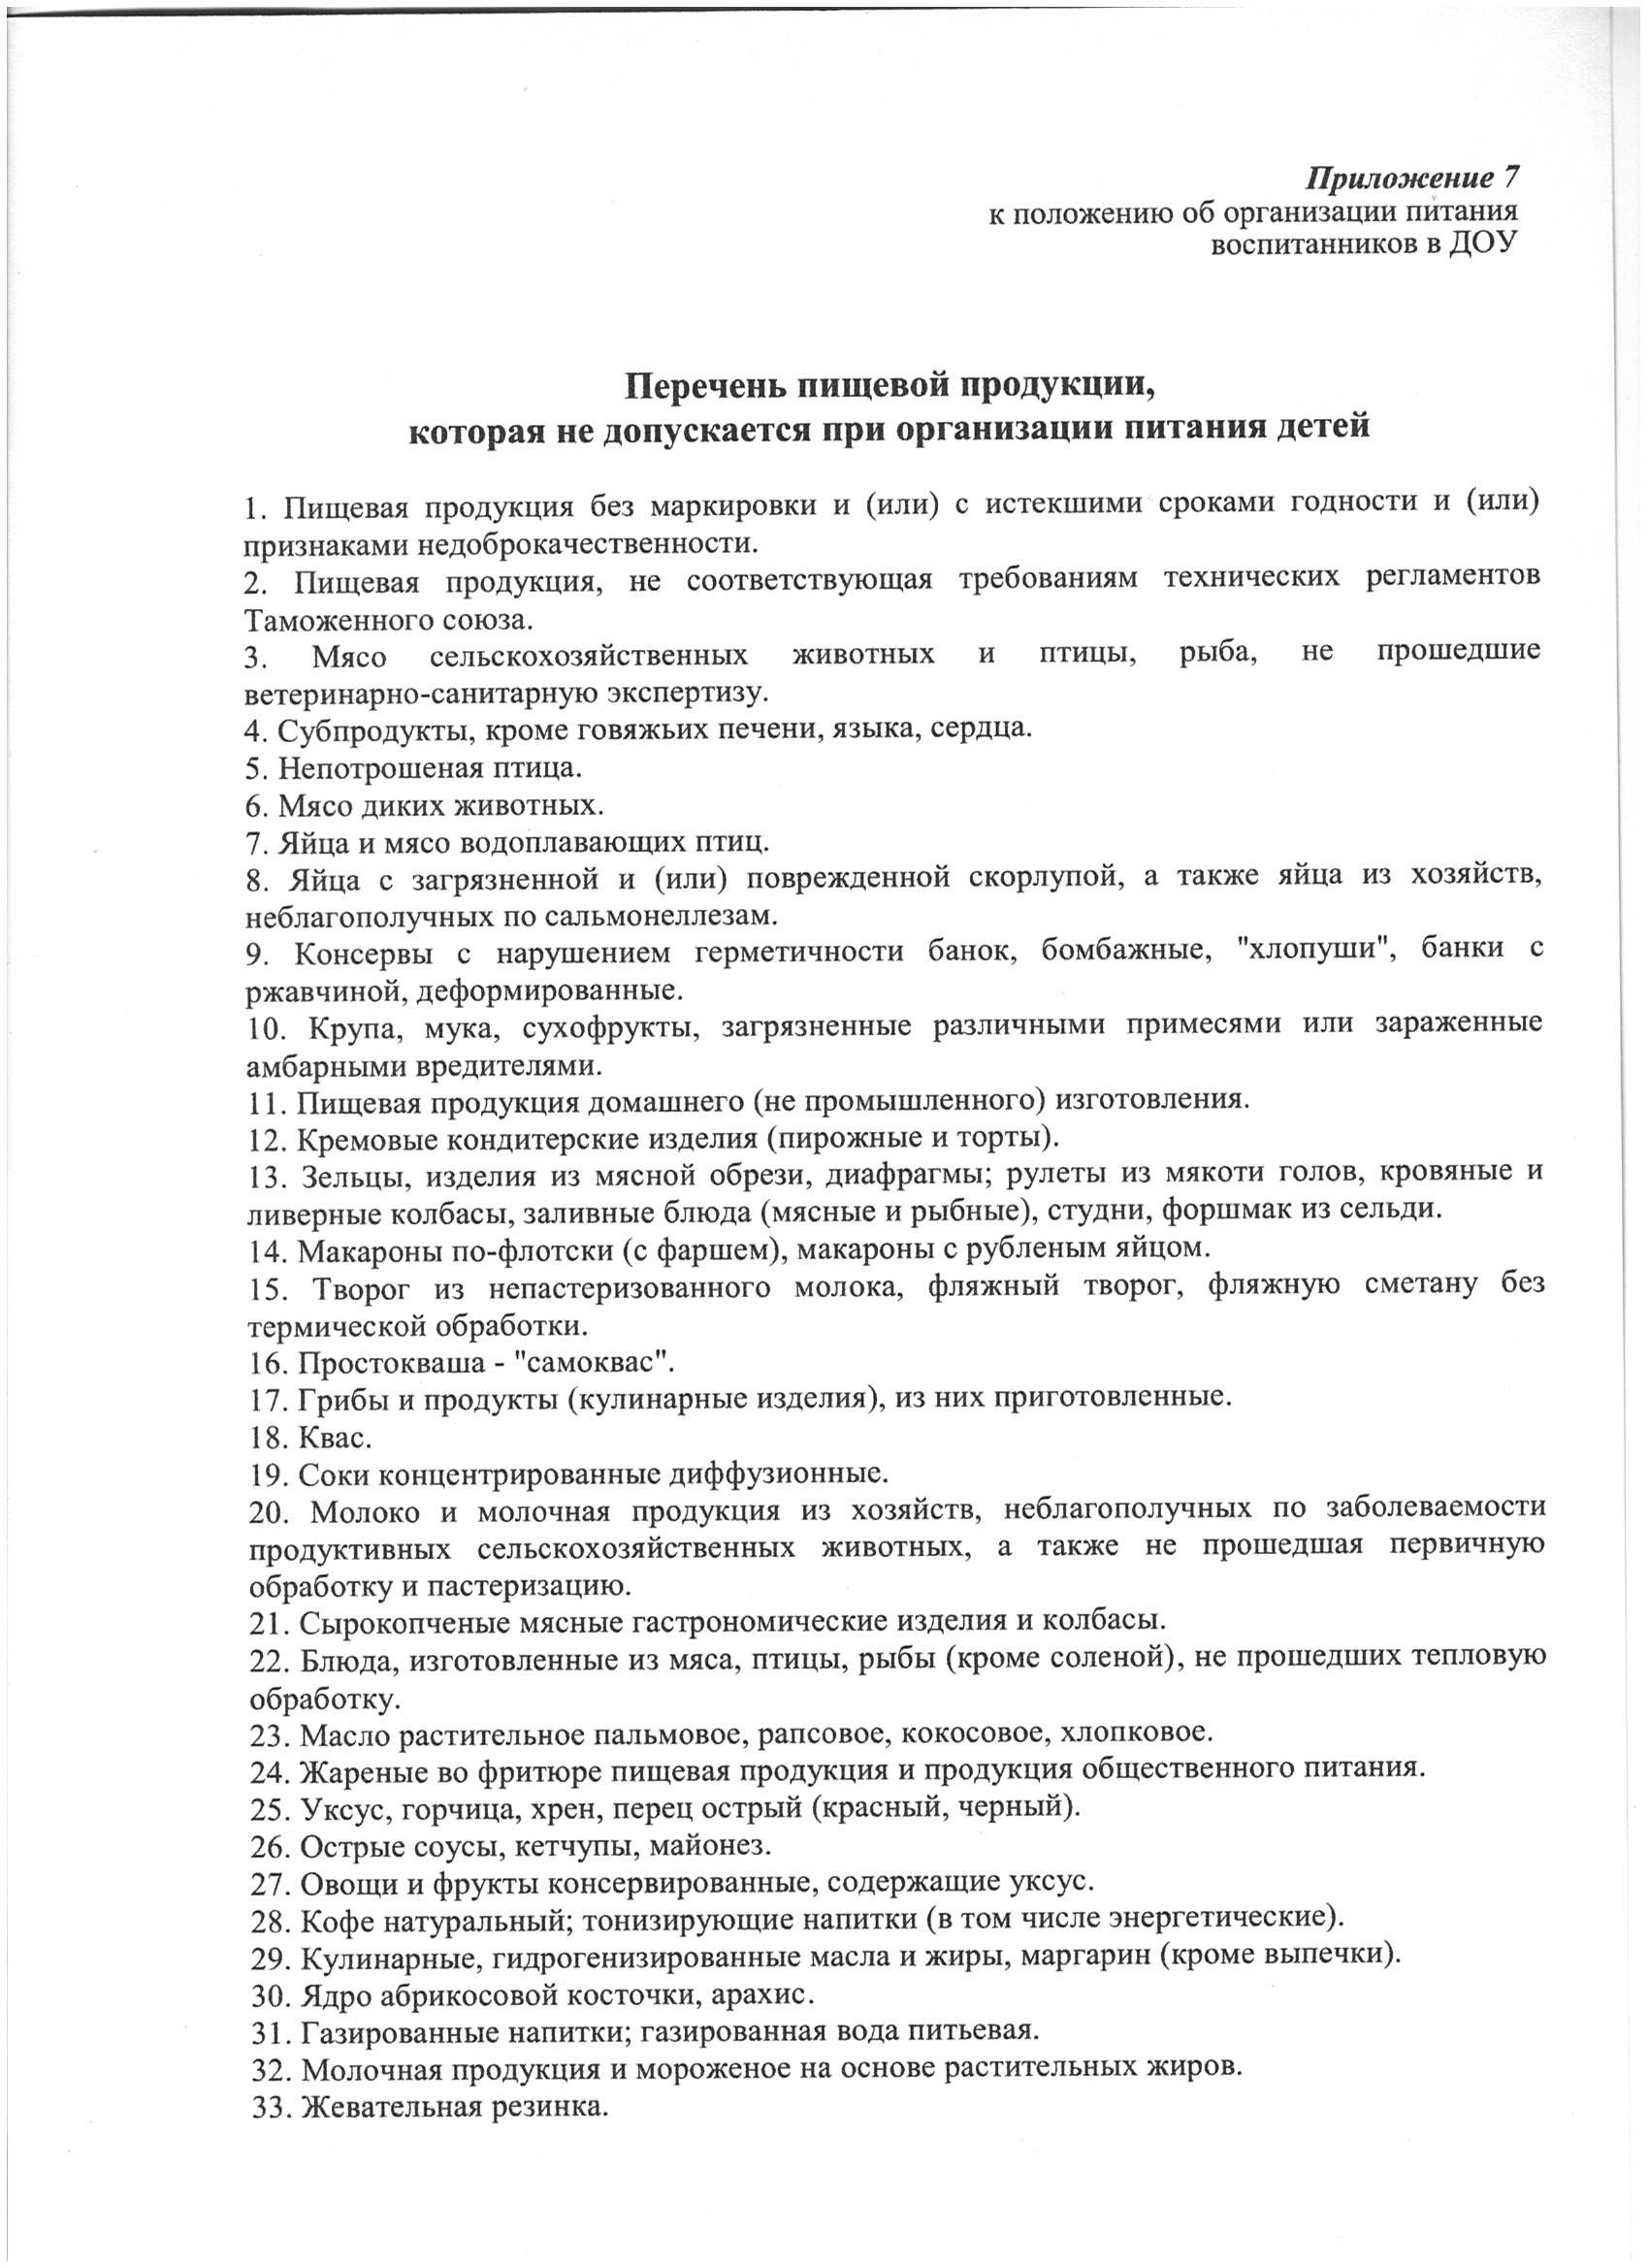 Приложение 7
к положению об организации питания
воспитанников в ДОУ
Перечень пищевой продукции,
которая не допускается при организации питания детей
1. Пищевая продукция без маркировки и (или) с истекшими сроками годности и (или)
признаками недоброкачественности.
2. Пищевая продукция, не соответствующая требованиям технических регламентов
Таможенного союза.
3. Мясо сельскохозяйственных животных и птицы, рыба, не прошедшие
ветеринарно-санитарную экспертизу.
4. Субпродукты, кроме говяжьих печени, языка, сердца.
5. Непотрошеная птица.
6. Мясо диких животных.
7. Яйца и мясо водоплавающих птиц.
8. Яйца с загрязненной и (или) поврежденной скорлупой, а также яйца из хозяйств,
неблагополучных по сальмонеллезам.
9. Консервы с нарушением герметичности банок, бомбажные, "хлопуши", банки с
ржавчиной, деформированные.
10. Крупа, мука, сухофрукты, загрязненные различными примесями или зараженные
амбарными вредителями.
11. Пищевая продукция домашнего (не промышленного) изготовления.
12. Кремовые кондитерские изделия (пирожные и торты).
13. Зельцы, изделия из мясной обрези, диафрагмы; рулеты из мякоти голов, кровяные и
ливерные колбасы, заливные блюда (мясные и рыбные), студни, форшмак из сельди.
14. Макароны по-флотски (с фаршем), макароны с рубленым яйцом.
15. Творог из непастеризованного молока, фляжный творог, фляжную сметану без
термической обработки.
16. Простокваша - "самоквас".
17. Грибы и продукты (кулинарные изделия), из них приготовленные.
18. Квас.
19. Соки концентрированные диффузионные.
20. Молоко и молочная продукция из хозяйств, неблагополучных по заболеваемости
продуктивных сельскохозяйственных животных, а также не прошедшая первичную
обработку и пастеризацию.
21. Сырокопченые мясные гастрономические изделия и колбасы.
22. Блюда, изготовленные из мяса, птицы, рыбы (кроме соленой), не прошедших тепловую
обработку.
23. Масло растительное пальмовое, рапсовое, кокосовое, хлопковое.
24. Жареные во фритюре пищевая продукция и продукция общественного питания.
25. Уксус, горчица, хрен, перец острый (красный, черный).
26. Острые соусы, кетчупы, майонез.
27. Овощи и фрукты консервированные, содержащие уксус.
28. Кофе натуральный; тонизирующие напитки (в том числе энергетические).
29. Кулинарные, гидрогенизированные масла и жиры, маргарин (кроме выпечки).
30. Ядро абрикосовой косточки, арахис.
31. Газированные напитки; газированная вода питьевая.
32. Молочная продукция и мороженое на основе растительных жиров.
33. Жевательная резинка.